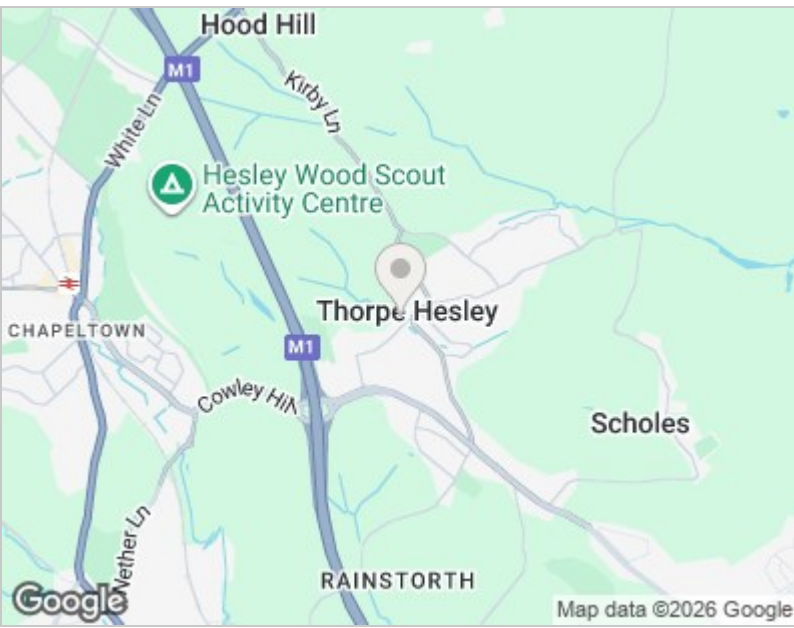 Hood Hill
M1
Kirby Ln
White Ln
Hesley Wood Scout
Activity Centre
Thorpe Hesley
CHAPELTOWN
M1
Cowley Hill
Scholes
Nether Ln
RAINSTORTH
Google
Map data ©2026 Google